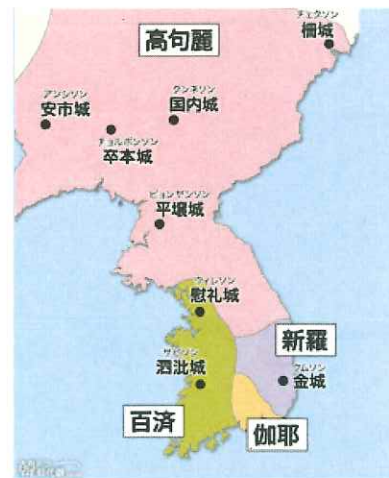 チェクソン
柵城
高句麗
アンシソン
安市城
クンネソン
国内城
チョルボンソン
卒本城
ピョンヤンソン
平壌城
ウィレソン
慰礼城
新羅
サビソン
泗沘城
クムソン
金城
百済
伽耶